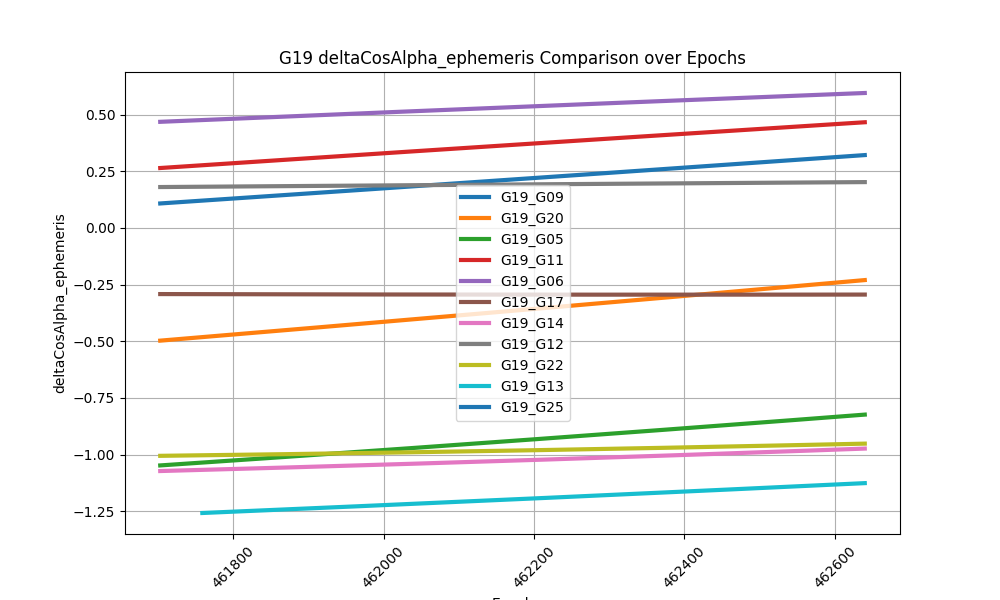 G19 deltaCosAlpha_ephemeris Comparison over Epochs
deltaCosAlpha_ephemeris
0.50
0.25
0.00
−0.25
−0.50
−0.75
−1.00
−1.25
G19_G09
G19_G20
G19_G05
G19_G11
G19_G06
G19_G17
G19_G14
G19_G12
G19_G22
G19_G13
G19_G25
461800
462000
462200
462400
462600